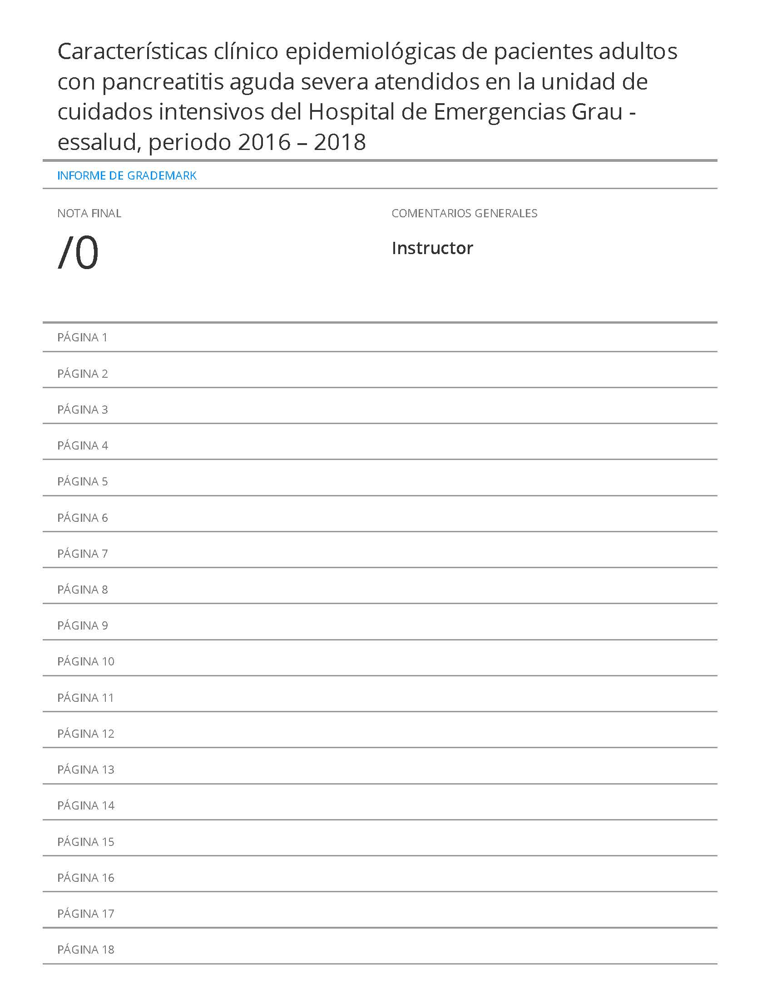 Características clínico epidemiológicas de pacientes adultos
con pancreatitis aguda severa atendidos en la unidad de
cuidados intensivos del Hospital de Emergencias Grau -
essalud, periodo 2016 – 2018
INFORME DE GRADEMARK
NOTA FINAL
/0
COMENTARIOS GENERALES
Instructor
PÁGINA 1
PÁGINA 2
PÁGINA 3
PÁGINA 4
PÁGINA 5
PÁGINA 6
PÁGINA 7
PÁGINA 8
PÁGINA 9
PÁGINA 10
PÁGINA 11
PÁGINA 12
PÁGINA 13
PÁGINA 14
PÁGINA 15
PÁGINA 16
PÁGINA 17
PÁGINA 18